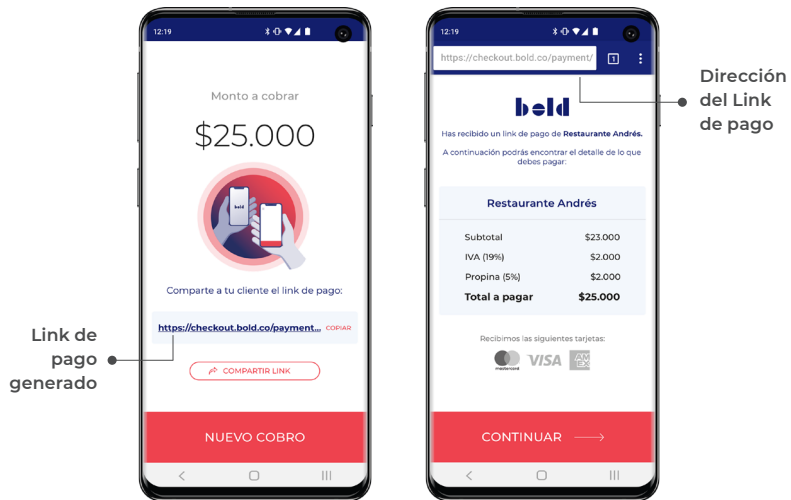 12:19
Monto a cobrar
$25.000
bold
Comparte a tu cliente el link de pago:
https://checkout.bold.co/payment... COPIAR
COMPARTIR LINK
NUEVO COBRO
Link de
pago
generado
12:19
https://checkout.bold.co/payment/ 1
bold
Has recibido un link de pago de Restaurante Andrés.
A continuación podrás encontrar el detalle de lo que
debes pagar:
Restaurante Andrés
Subtotal $23.000
IVA (19%) $2.000
Propina (5%) $2.000
Total a pagar $25.000
Recibimos las siguientes tarjetas:
mastercard VISA AMEX
CONTINUAR
Dirección
del Link
de pago